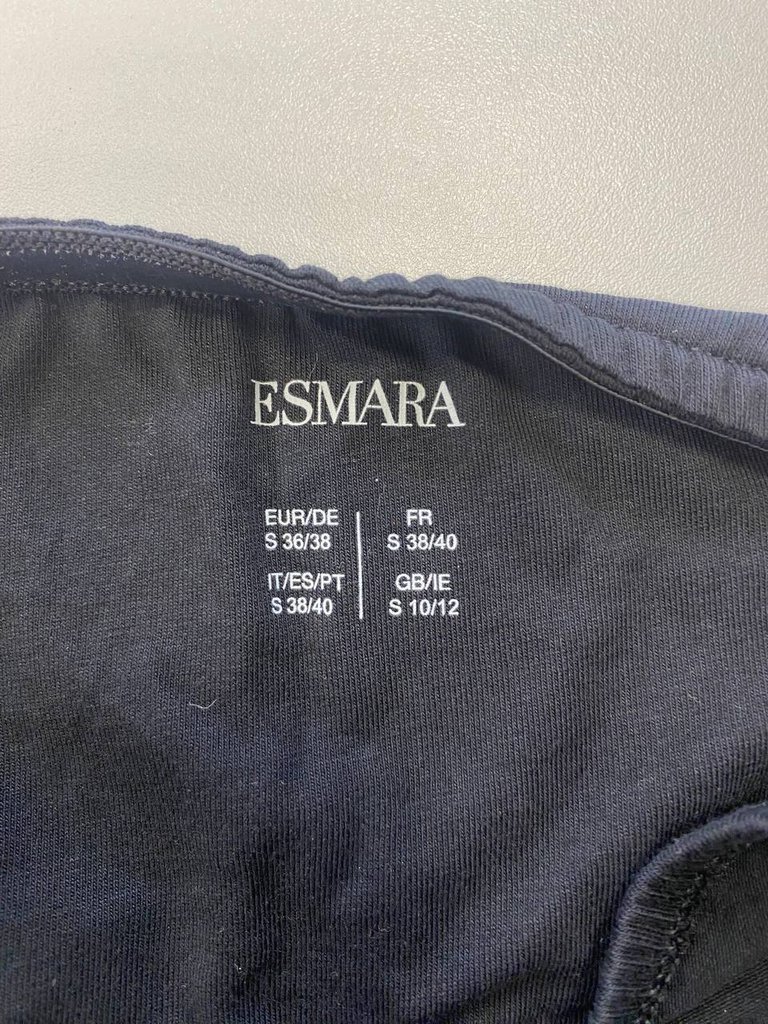 ESMARA
EUR/DE
S 36/38
FR
S 38/40
IT/ES/PT
S 38/40
GB/IE
S 10/12